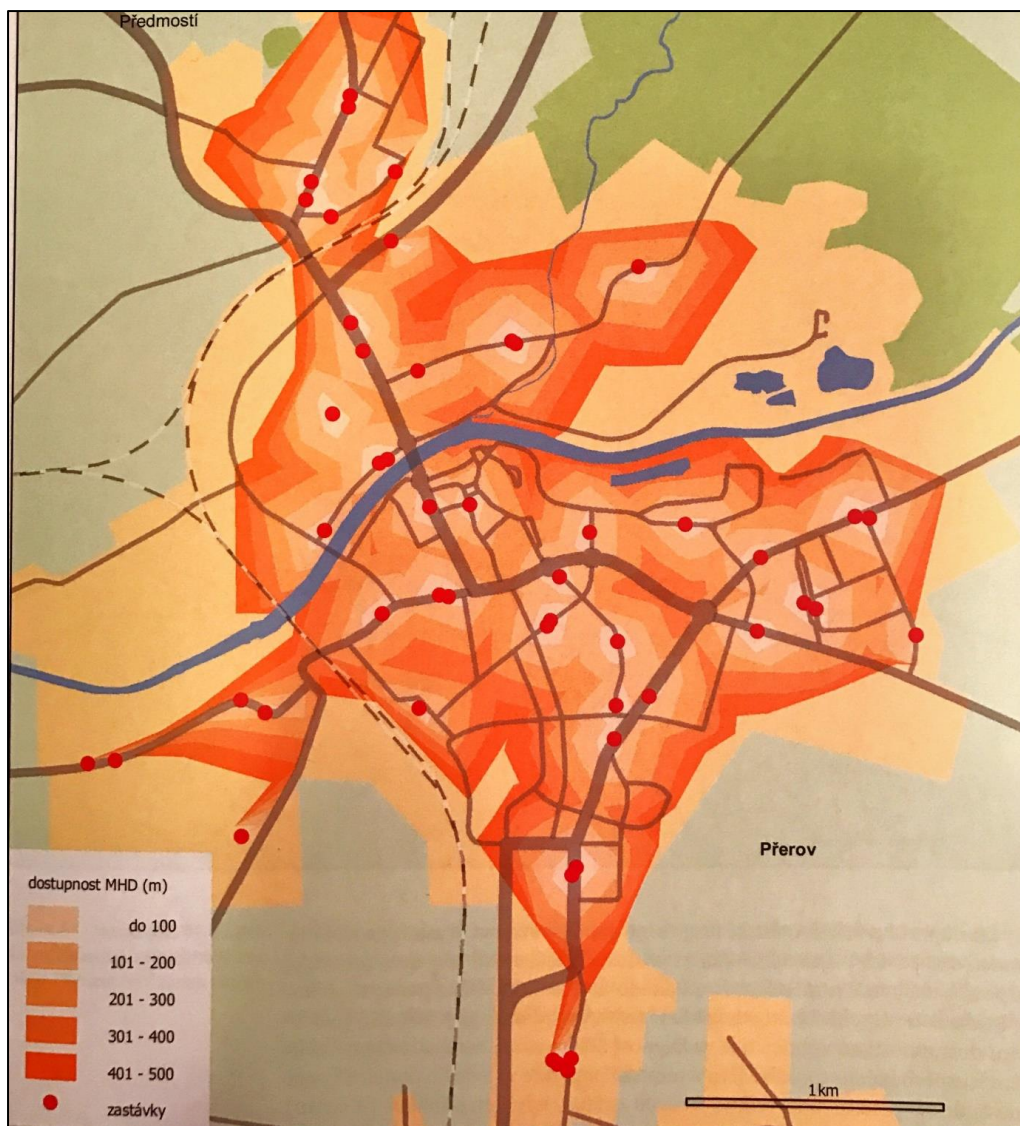 Předmostí
Přerov
dostupnost MHD (m)
do 100
101 - 200
201 - 300
301 - 400
401 - 500
zastávky
1km